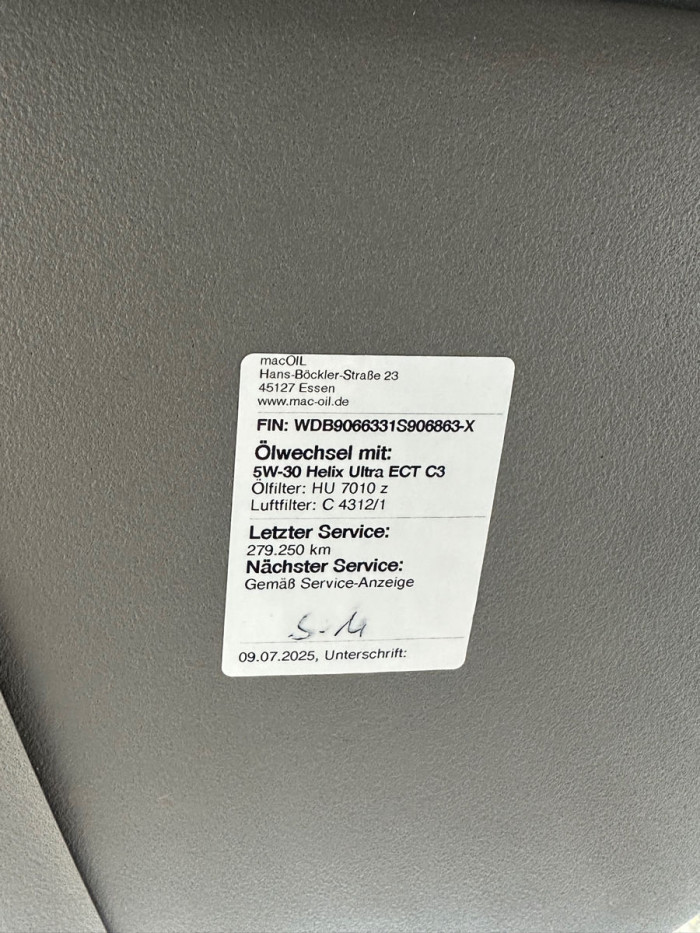 macOIL
Hans-Böckler-Straße 23
45127 Essen
www.mac-oil.de
FIN: WDB9066331S906863-X
Ölwechsel mit:
5W-30 Helix Ultra ECT C3
Ölfilter: HU 7010 z
Luftfilter: C 4312/1
Letzter Service:
279.250 km
Nächster Service:
Gemäß Service-Anzeige
09.07.2025, Unterschrift: